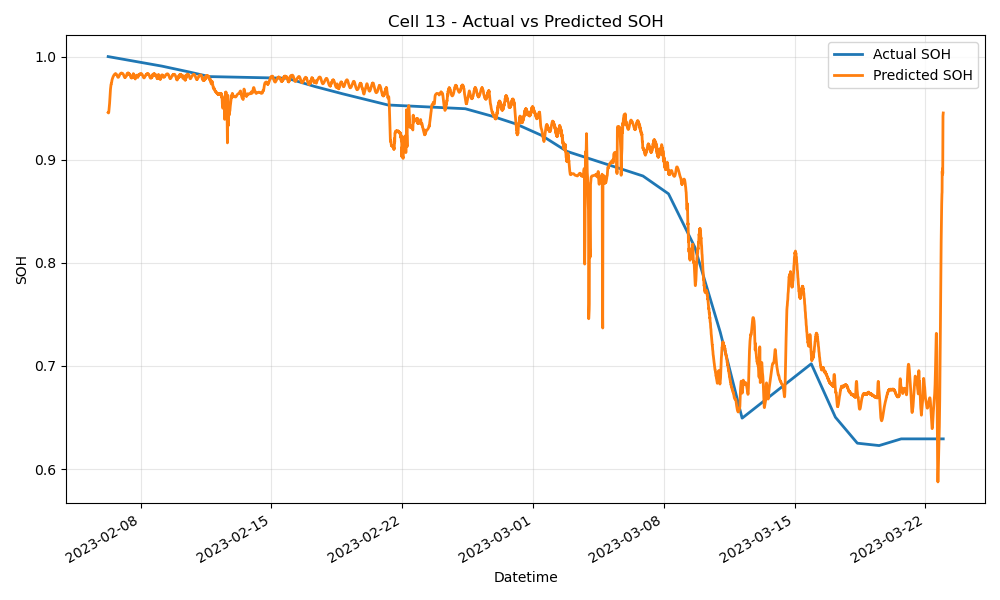 Cell 13 - Actual vs Predicted SOH
Actual SOH
Predicted SOH
SOH
1.0
0.9
0.8
0.7
0.6
2023-02-08
2023-02-15
2023-02-22
2023-03-01
2023-03-08
2023-03-15
2023-03-22
Datetime